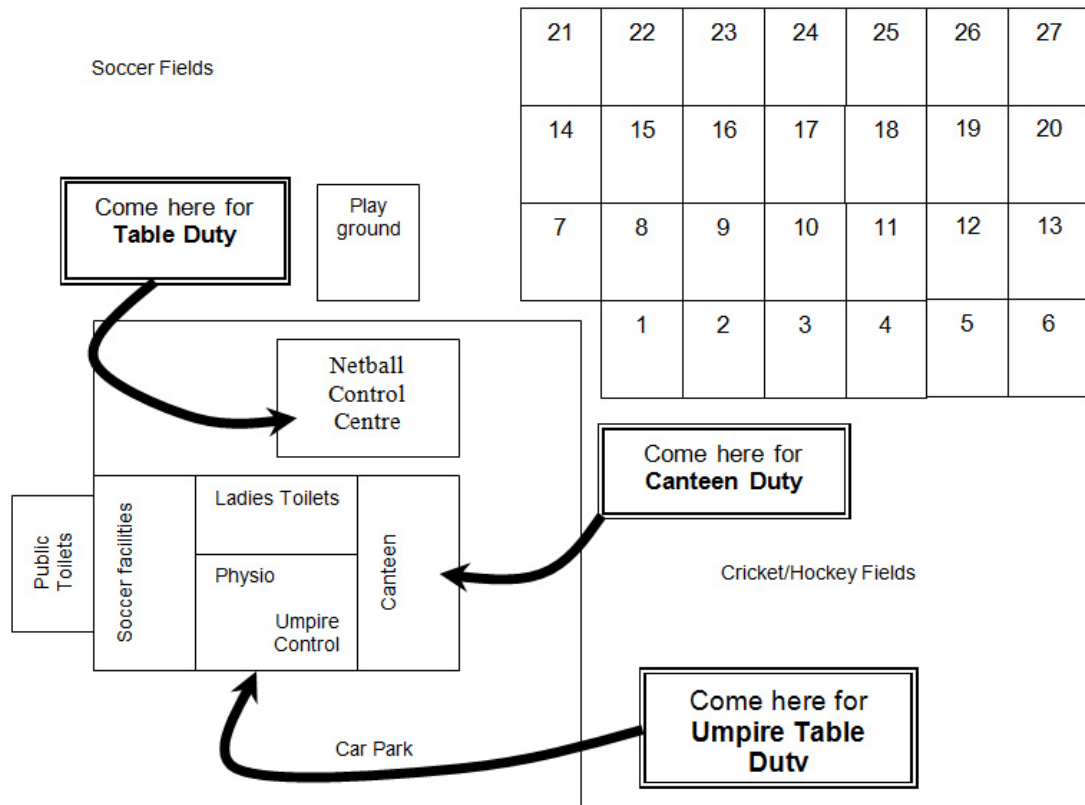 21 22 23 24 25 26 27
Soccer Fields
14 15 16 17 18 19 20
Come here for
Table Duty
Play
ground
7 8 9 10 11 12 13
1 2 3 4 5 6
Netball
Control
Centre
Come here for
Canteen Duty
Public
Toilets
Soccer facilities
Ladies Toilets
Physio
Umpire
Control
Canteen
Cricket/Hockey Fields
Come here for
Umpire Table
Duty
Car Park